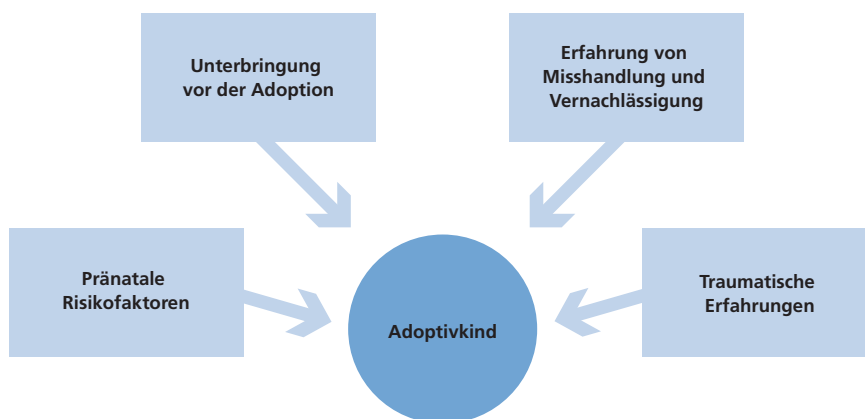 Unterbringung
vor der Adoption
Erfahrung von
Misshandlung und
Vernachlässigung
Pränatale
Risikofaktoren
Adoptivkind
Traumatische
Erfahrungen